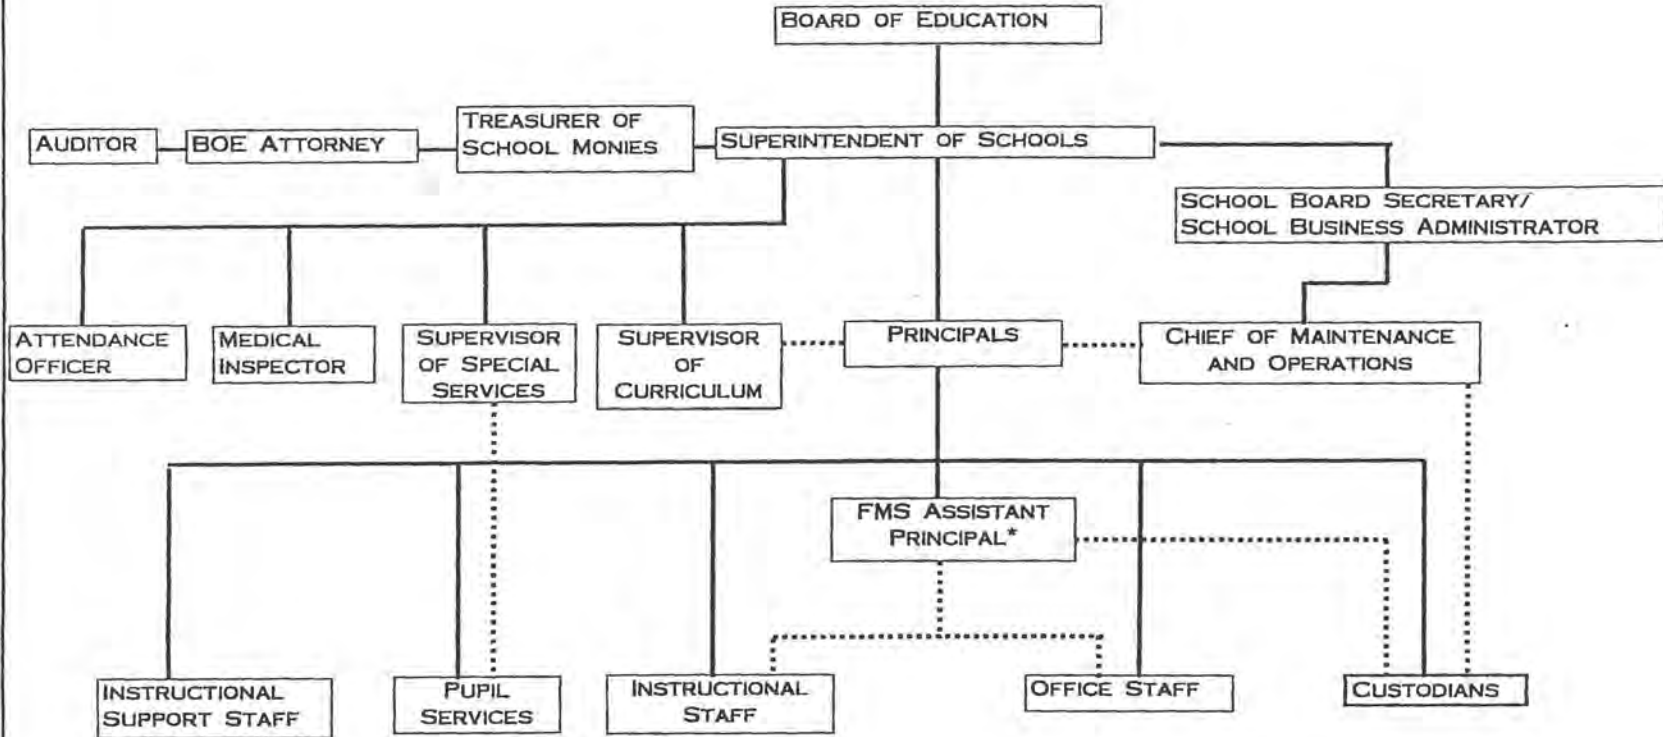 BOARD OF EDUCATION
AUDITOR
BOE ATTORNEY
TREASURER OF
SCHOOL MONIES
SUPERINTENDENT OF SCHOOLS
SCHOOL BOARD SECRETARY/
SCHOOL BUSINESS ADMINISTRATOR
ATTENDANCE
OFFICER
MEDICAL
INSPECTOR
SUPERVISOR
OF SPECIAL
SERVICES
SUPERVISOR
OF
CURRICULUM
PRINCIPALS
CHIEF OF MAINTENANCE
AND OPERATIONS
FMS ASSISTANT
PRINCIPAL*
INSTRUCTIONAL
SUPPORT STAFF
PUPIL
SERVICES
INSTRUCTIONAL
STAFF
OFFICE STAFF
CUSTODIANS